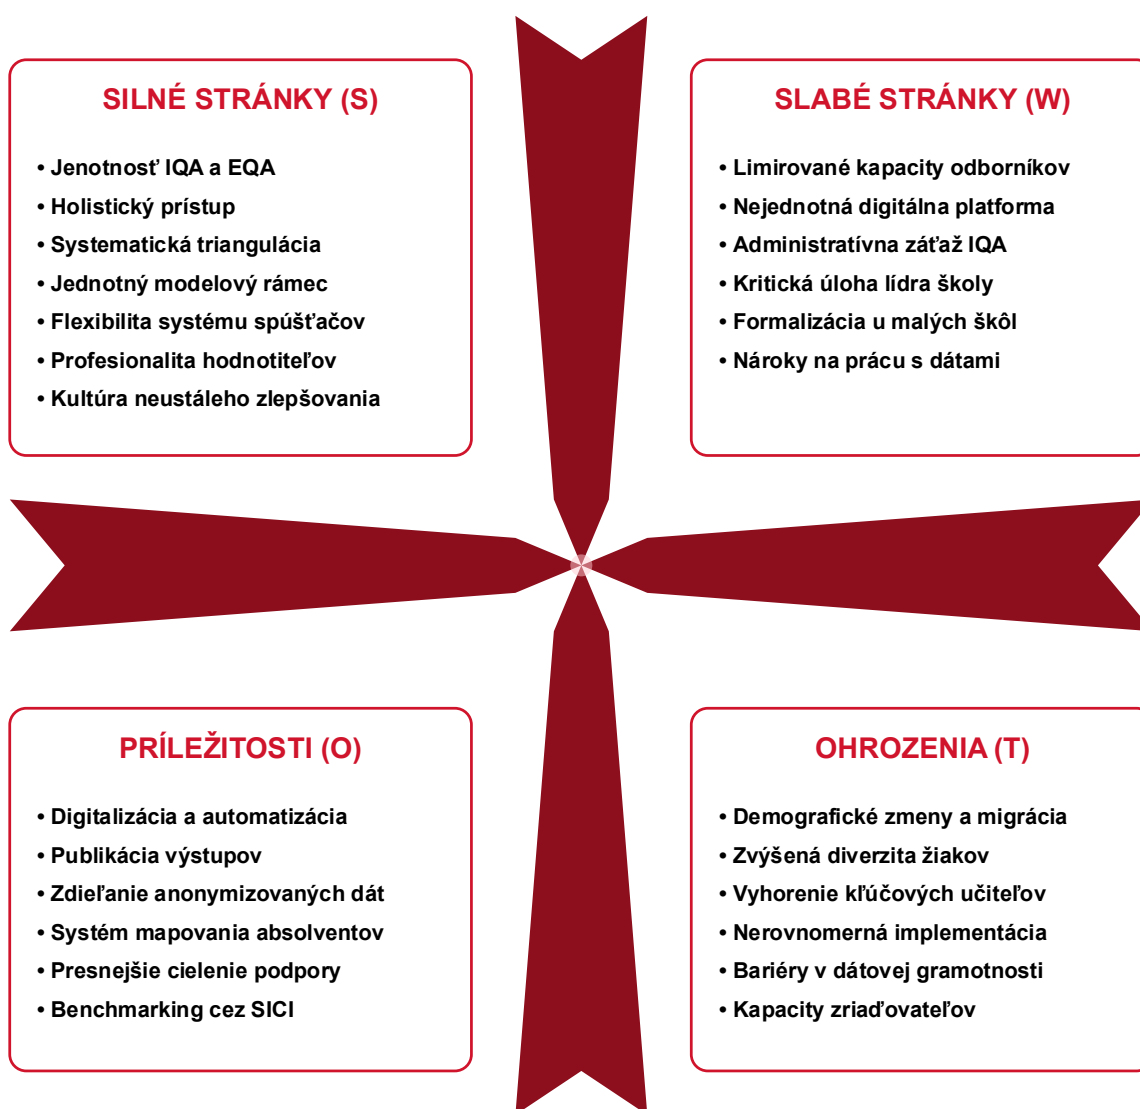 SILNÉ STRÁNKY (S)
• Jenotnosť IQA a EQA
• Holistický prístup
• Systematická triangulácia
• Jednotný modelový rámec
• Flexibilita systému spúšťačov
• Profesionalita hodnotiteľov
• Kultúra neustáleho zlepšovania
SLABÉ STRÁNKY (W)
• Limirované kapacity odborníkov
• Nejednotná digitálna platforma
• Administratívna záťaž IQA
• Kritická úloha lídra školy
• Formalizácia u malých škôl
• Nároky na prácu s dátami
PRÍLEŽITOSTI (O)
• Digitalizácia a automatizácia
• Publikácia výstupov
• Zdieľanie anonymizovaných dát
• Systém mapovania absolventov
• Presnejšie cielenie podpory
• Benchmarking cez SICI
OHROZENIA (T)
• Demografické zmeny a migrácia
• Zvýšená diverzita žiakov
• Vyhorenie kľúčových učiteľov
• Nerovnomerná implementácia
• Bariéry v dátovej gramotnosti
• Kapacity zriaďovateľov